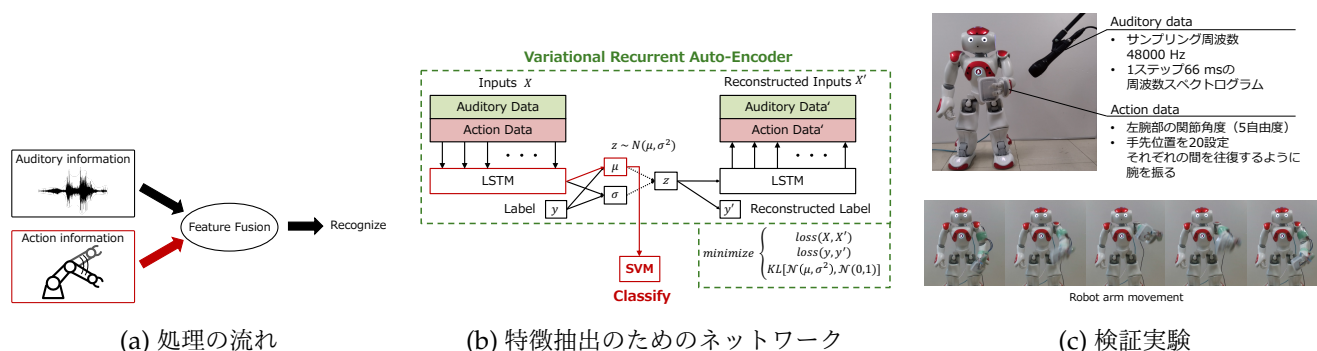 Auditory information
Action information
Feature Fusion
Recognize
(a) 処理の流れ
Variational Recurrent Auto-Encoder
Inputs X
Reconstructed Inputs X′
Auditory Data
Auditory Data′
Action Data
Action Data′
z ~ N(μ, σ²)
LSTM
μ
σ
z
LSTM
Label
y
y′
Reconstructed Label
minimize { loss(X, X′)
loss(y, y′)
KL[𝒩(μ, σ²), 𝒩(0,1)]
SVM
Classify
(b) 特徴抽出のためのネットワーク
Auditory data
• サンプリング周波数
48000 Hz
• 1ステップ66 msの
周波数スペクトログラム
Action data
• 左腕部の関節角度（5自由度）
• 手先位置を20設定
それぞれの間を往復するように
腕を振る
Robot arm movement
(c) 検証実験